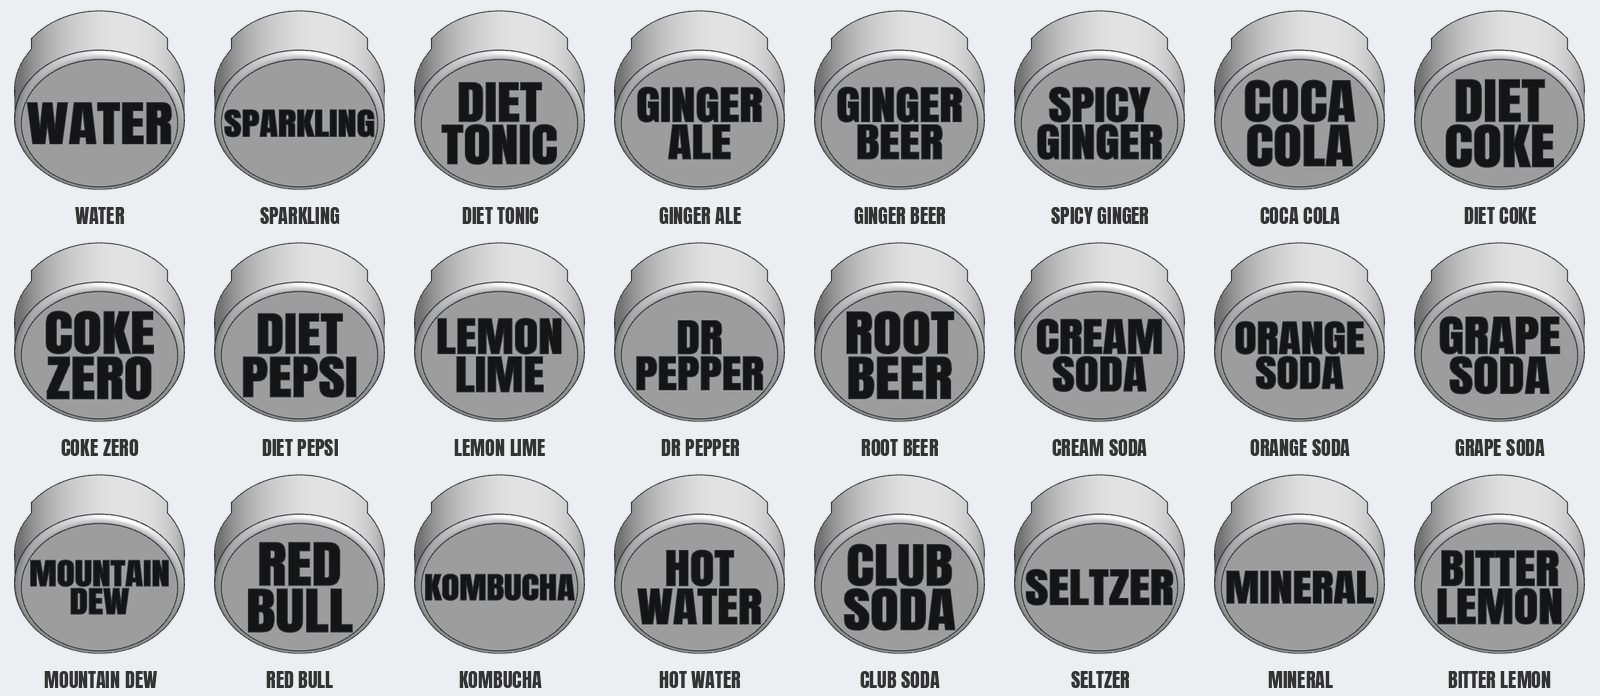 WATER
SPARKLING
DIET
TONIC
GINGER
ALE
GINGER
BEER
SPICY
GINGER
COCA
COLA
DIET
COKE
WATER
SPARKLING
DIET TONIC
GINGER ALE
GINGER BEER
SPICY GINGER
COCA COLA
DIET COKE
COKE
ZERO
DIET
PEPSI
LEMON
LIME
DR
PEPPER
ROOT
BEER
CREAM
SODA
ORANGE
SODA
GRAPE
SODA
COKE ZERO
DIET PEPSI
LEMON LIME
DR PEPPER
ROOT BEER
CREAM SODA
ORANGE SODA
GRAPE SODA
MOUNTAIN
DEW
RED
BULL
KOMBUCHA
HOT
WATER
CLUB
SODA
SELTZER
MINERAL
BITTER
LEMON
MOUNTAIN DEW
RED BULL
KOMBUCHA
HOT WATER
CLUB SODA
SELTZER
MINERAL
BITTER LEMON